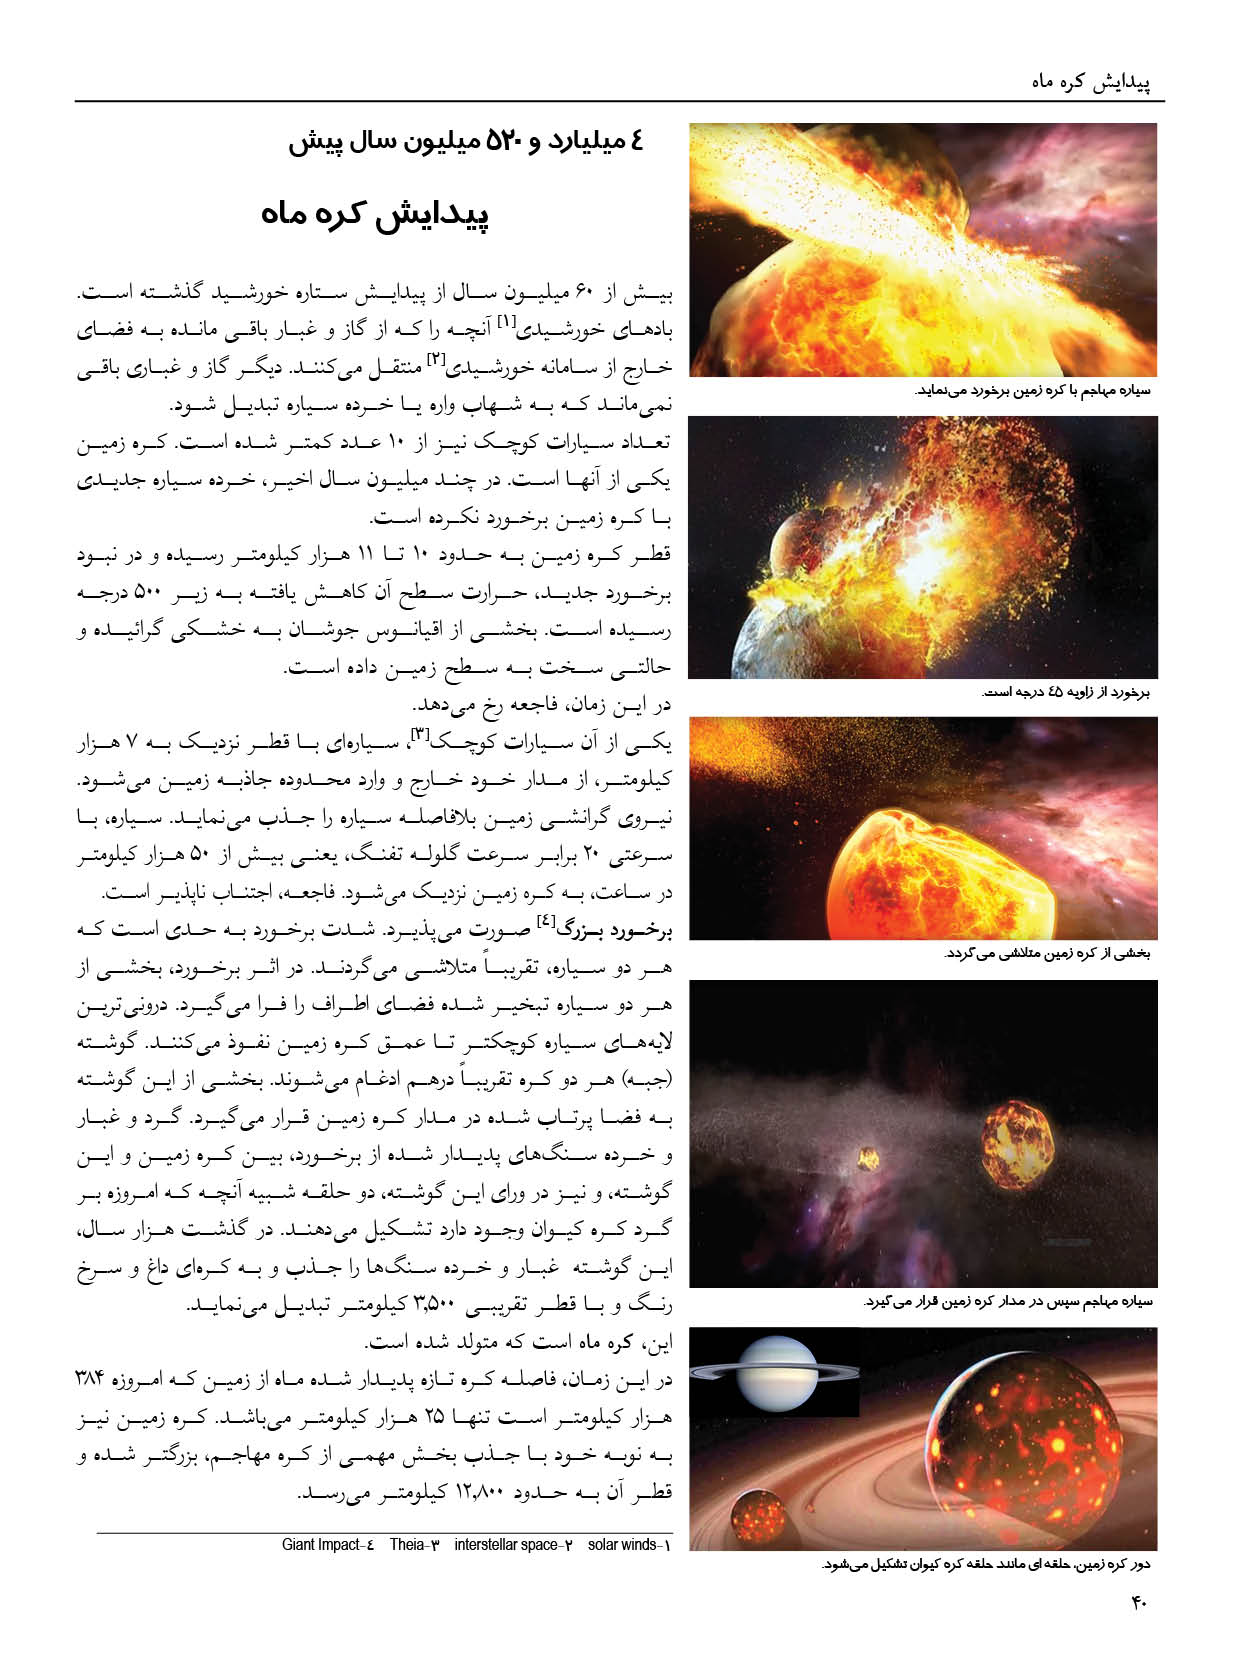 پیدایش کره ماه
٤ میلیارد و ۵۲۰ میلیون سال پیش
پیدایش کره ماه
بیش از ۶۰ میلیون سال از پیدایش ستاره خورشید گذشته است.
بادهای خورشیدی[۱] آنچه را که از گاز و غبار باقی مانده به فضای
خارج از سامانه خورشیدی[۲] منتقل می‌کنند. دیگر گاز و غباری باقی
نمی‌ماند که به شهاب واره یا خرده سیاره تبدیل شود.
تعداد سیارات کوچک نیز از ۱۰ عدد کمتر شده است. کره زمین
یکی از آنها است. در چند میلیون سال اخیر، خرده سیاره جدیدی
با کره زمین برخورد نکرده است.
قطر کره زمین به حدود ۱۰ تا ۱۱ هزار کیلومتر رسیده و در نبود
برخورد جدید، حرارت سطح آن کاهش یافته به زیر ۵۰۰ درجه
رسیده است. بخشی از اقیانوس جوشان به خشکی گرائیده و
حالتی سخت به سطح زمین داده است.
در این زمان، فاجعه رخ می‌دهد.
یکی از آن سیارات کوچک[۳]، سیاره‌ای با قطر نزدیک به ۷ هزار
کیلومتر، از مدار خود خارج و وارد محدوده جاذبه زمین می‌شود.
نیروی گرانشی زمین بلافاصله سیاره را جذب می‌نماید. سیاره، با
سرعتی ۲۰ برابر سرعت گلوله تفنگ، یعنی بیش از ۵۰ هزار کیلومتر
در ساعت، به کره زمین نزدیک می‌شود. فاجعه، اجتناب ناپذیر است.
برخورد بزرگ[٤] صورت می‌پذیرد. شدت برخورد به حدی است که
هر دو سیاره، تقریباً متلاشی می‌گردند. در اثر برخورد، بخشی از
هر دو سیاره تبخیر شده فضای اطراف را فرا می‌گیرد. درونی‌ترین
لایه‌های سیاره کوچکتر تا عمق کره زمین نفوذ می‌کنند. گوشته
(جبه) هر دو کره تقریباً درهم ادغام می‌شوند. بخشی از این گوشته
به فضا پرتاب شده در مدار کره زمین قرار می‌گیرد. گرد و غبار
و خرده سنگ‌های پدیدار شده از برخورد، بین کره زمین و این
گوشته، و نیز در ورای این گوشته، دو حلقه شبیه آنچه که امروزه بر
گرد کره کیوان وجود دارد تشکیل می‌دهند. در گذشت هزار سال،
این گوشته غبار و خرده سنگ‌ها را جذب و به کره‌ای داغ و سرخ
رنگ و با قطر تقریبی ۳,۵۰۰ کیلومتر تبدیل می‌نماید.
این، کره ماه است که متولد شده است.
در این زمان، فاصله کره تازه پدیدار شده ماه از زمین که امروزه ۳۸۴
هزار کیلومتر است تنها ۲۵ هزار کیلومتر می‌باشد. کره زمین نیز
به نوبه خود با جذب بخش مهمی از کره مهاجم، بزرگتر شده و
قطر آن به حدود ۱۲,۸۰۰ کیلومتر می‌رسد.
۱-solar winds ۲-interstellar space ۳-Theia ٤-Giant Impact
سیاره مهاجم با کره زمین برخورد می‌نماید.
برخورد از زاویه ٤۵ درجه است.
بخشی از کره زمین متلاشی می‌گردد.
سیاره مهاجم سپس در مدار کره زمین قرار می‌گیرد.
دور کره زمین، حلقه ای مانند حلقه کره کیوان تشکیل می‌شود.
۴۰